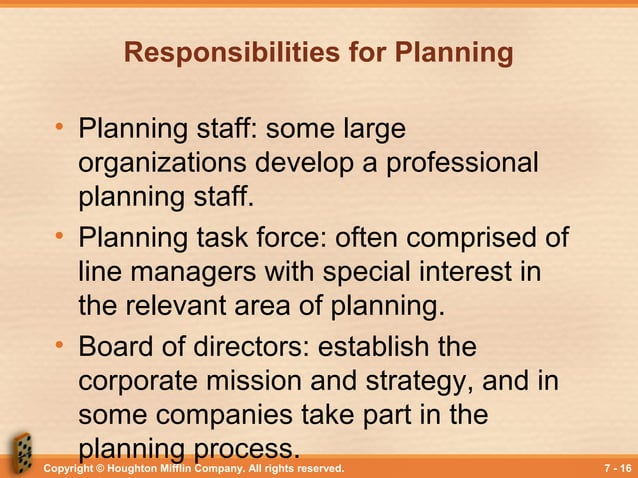 Responsibilities for Planning
• Planning staff: some large
organizations develop a professional
planning staff.
• Planning task force: often comprised of
line managers with special interest in
the relevant area of planning.
• Board of directors: establish the
corporate mission and strategy, and in
some companies take part in the
planning process.
Copyright © Houghton Mifflin Company. All rights reserved.
7 - 16